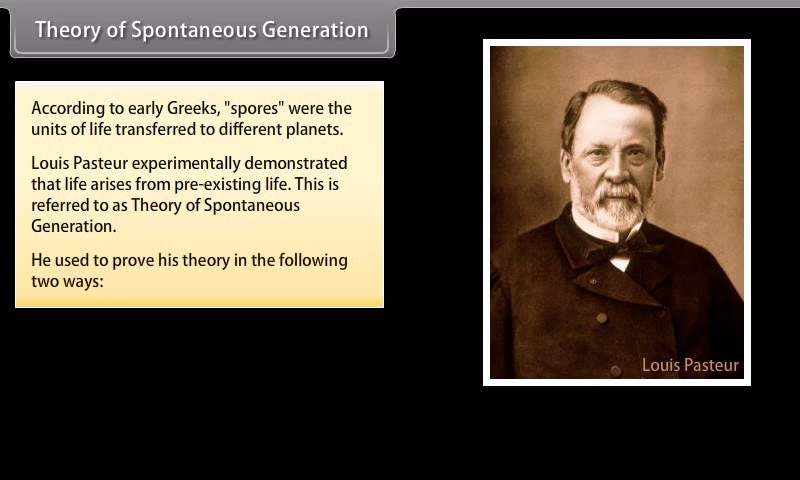 Theory of Spontaneous Generation
According to early Greeks, "spores" were the
units of life transferred to different planets.
Louis Pasteur experimentally demonstrated
that life arises from pre-existing life. This is
referred to as Theory of Spontaneous
Generation.
He used to prove his theory in the following
two ways:
Louis Pasteur